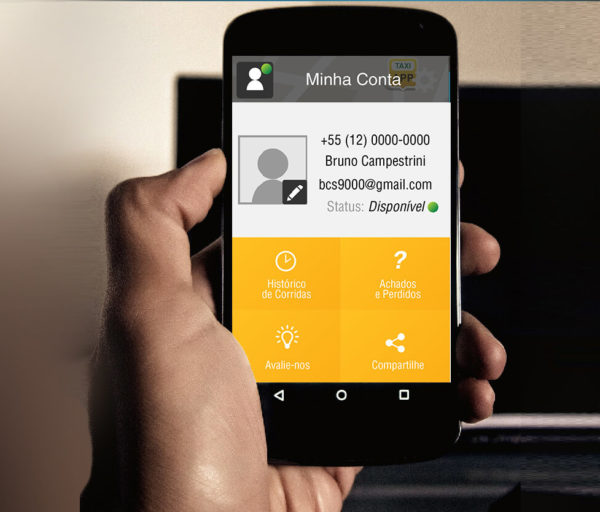 Minha Conta
TAXI
APP
+55 (12) 0000-0000
Bruno Campestrini
bcs9000@gmail.com
Status: Disponível
Histórico
de Corridas
?
Achados
e Perdidos
Avalie-nos
Compartilhe